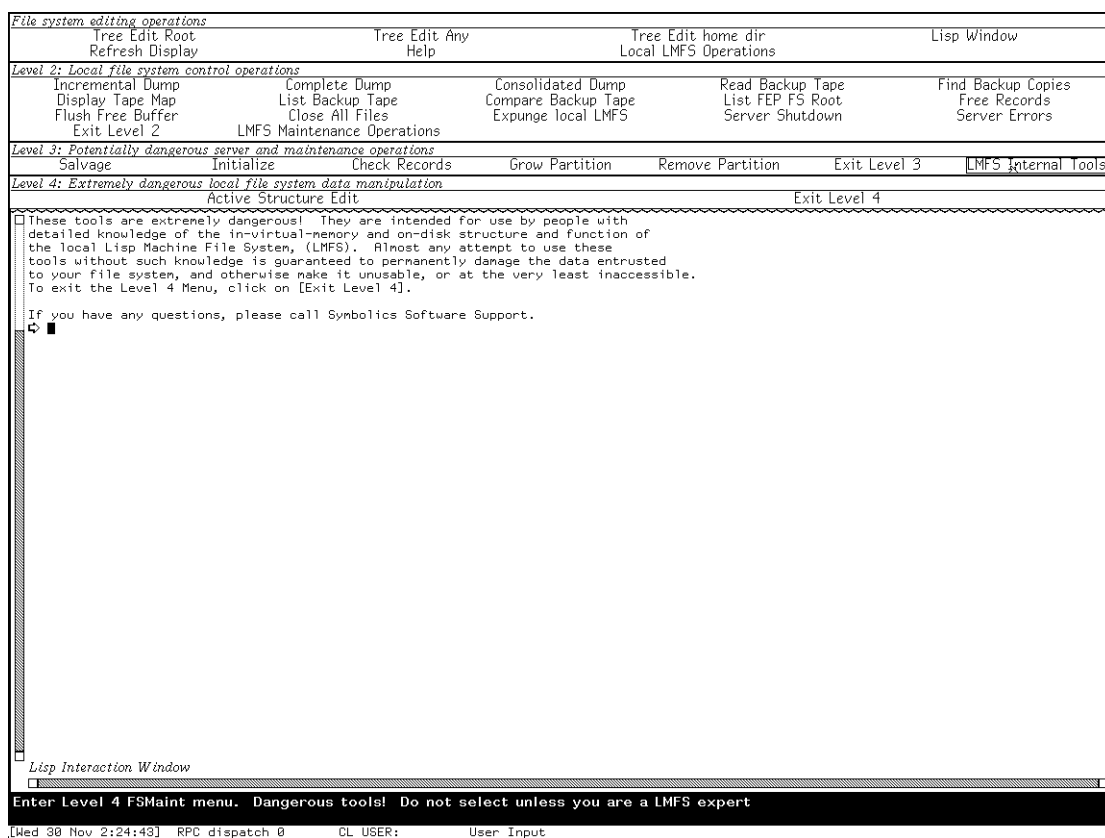 File system editing operations
Tree Edit Root Tree Edit Any Tree Edit home dir Lisp Window
Refresh Display Help Local LMFS Operations
Level 2: Local file system control operations
Incremental Dump Complete Dump Consolidated Dump Read Backup Tape Find Backup Copies
Display Tape Map List Backup Tape Compare Backup Tape List FEP FS Root Free Records
Flush Free Buffer Close All Files Expunge local LMFS Server Shutdown Server Errors
Exit Level 2 LMFS Maintenance Operations
Level 3: Potentially dangerous server and maintenance operations
Salvage Initialize Check Records Grow Partition Remove Partition Exit Level 3 LMFS Internal Tools
Level 4: Extremely dangerous local file system data manipulation
Active Structure Edit Exit Level 4
These tools are extremely dangerous! They are intended for use by people with
detailed knowledge of the in-virtual-memory and on-disk structure and function of
the local Lisp Machine File System, (LMFS). Almost any attempt to use these
tools without such knowledge is guaranteed to permanently damage the data entrusted
to your file system, and otherwise make it unusable, or at the very least inaccessible.
To exit the Level 4 Menu, click on [Exit Level 4].
If you have any questions, please call Symbolics Software Support.
Lisp Interaction Window
Enter Level 4 FSMaint menu. Dangerous tools! Do not select unless you are a LMFS expert
[Wed 30 Nov 2:24:43] RPC dispatch 0 CL USER: User Input